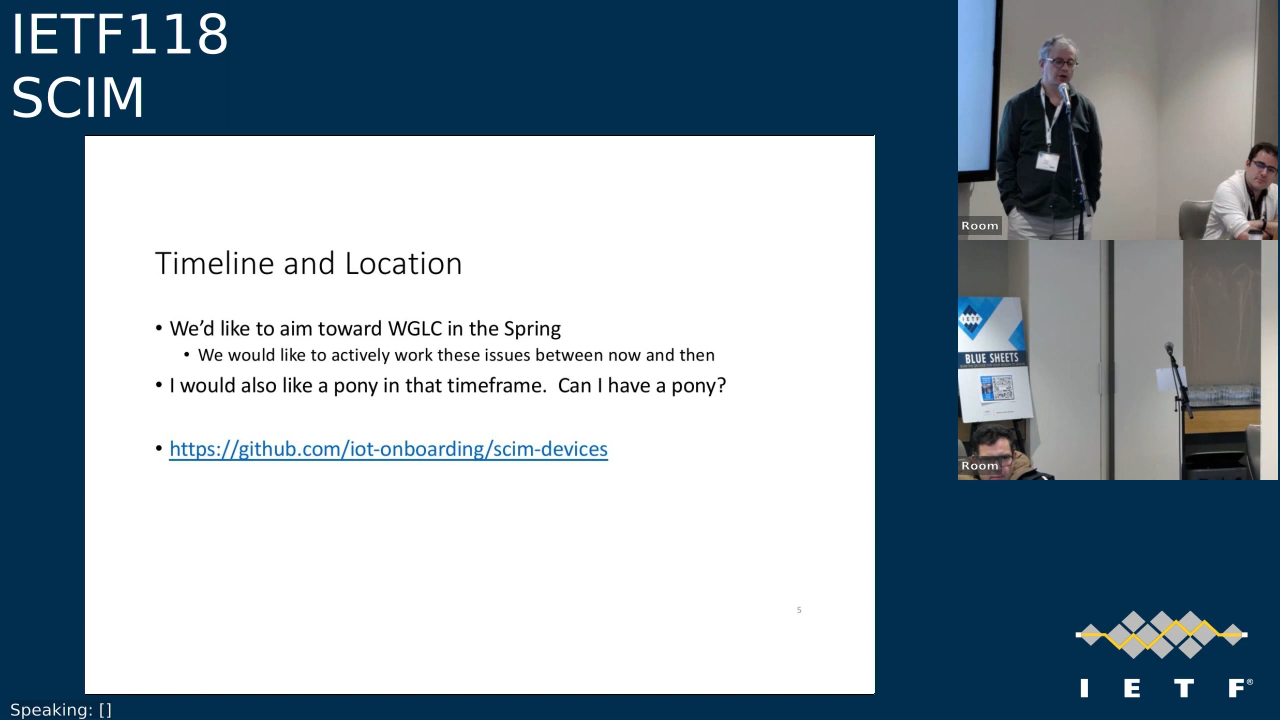 IETF118
SCIM
Timeline and Location
• We’d like to aim toward WGLC in the Spring
• We would like to actively work these issues between now and then
• I would also like a pony in that timeframe.  Can I have a pony?
• https://github.com/iot-onboarding/scim-devices
5
Room
IETF
BLUE SHEETS
Room
I E T F®
Speaking: []